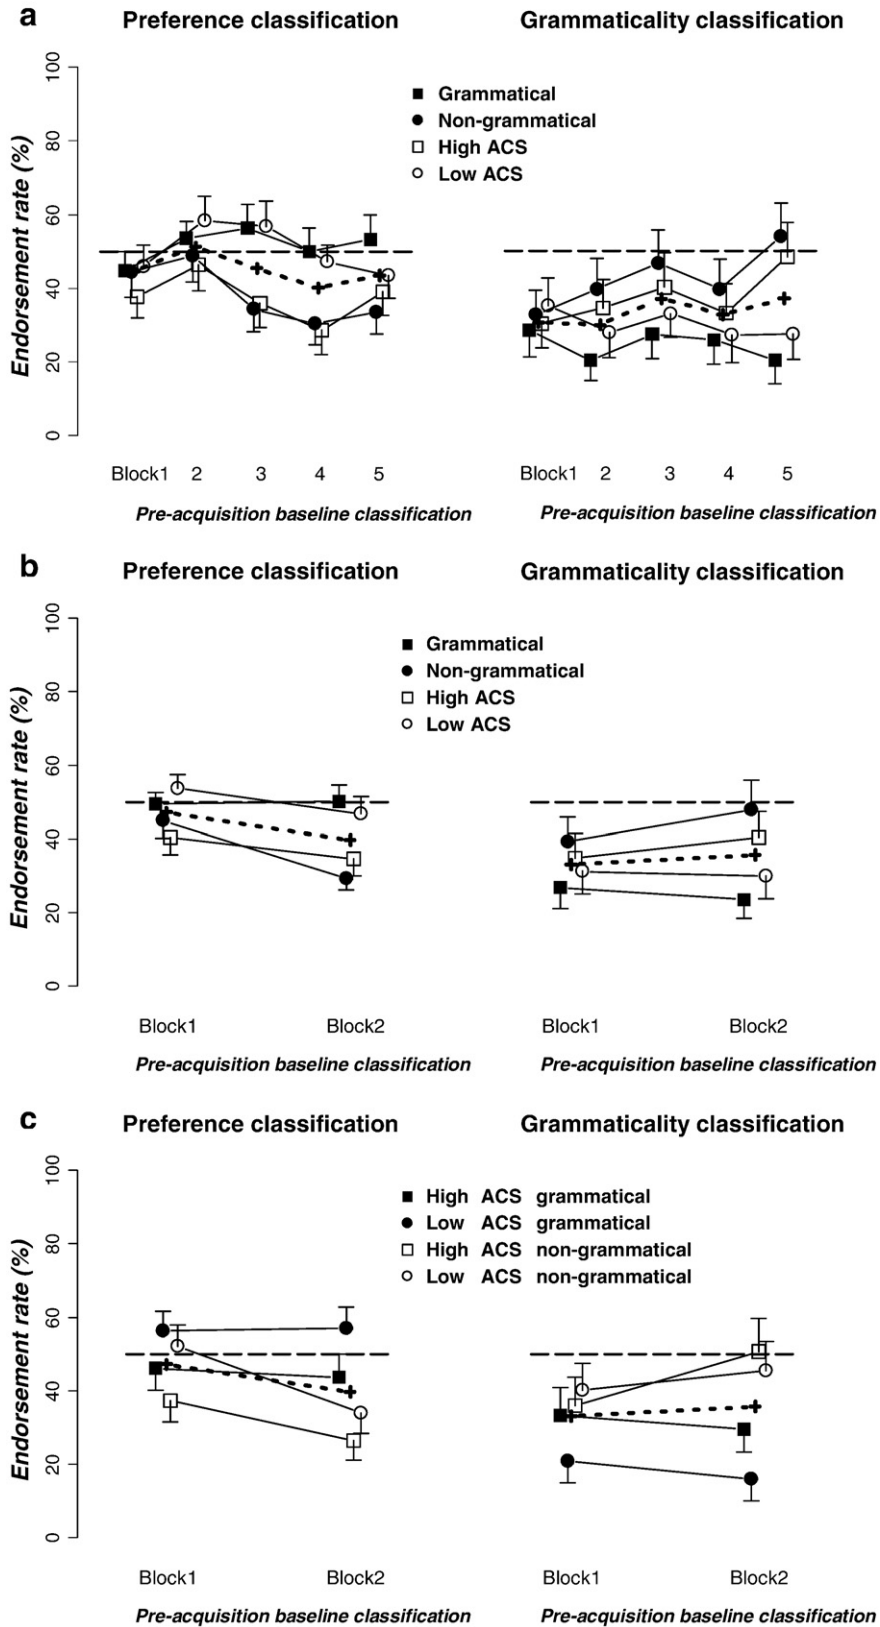 a
Preference classification
Grammaticality classification
Endorsement rate (%)
100
80
60
40
20
0
Grammatical
Non-grammatical
High ACS
Low ACS
Block1 2 3 4 5
Block1 2 3 4 5
Pre-acquisition baseline classification
Pre-acquisition baseline classification
b
Preference classification
Grammaticality classification
Endorsement rate (%)
100
80
60
40
20
0
Grammatical
Non-grammatical
High ACS
Low ACS
Block1 Block2
Block1 Block2
Pre-acquisition baseline classification
Pre-acquisition baseline classification
c
Preference classification
Grammaticality classification
Endorsement rate (%)
100
80
60
40
20
0
High ACS grammatical
Low ACS grammatical
High ACS non-grammatical
Low ACS non-grammatical
Block1 Block2
Block1 Block2
Pre-acquisition baseline classification
Pre-acquisition baseline classification